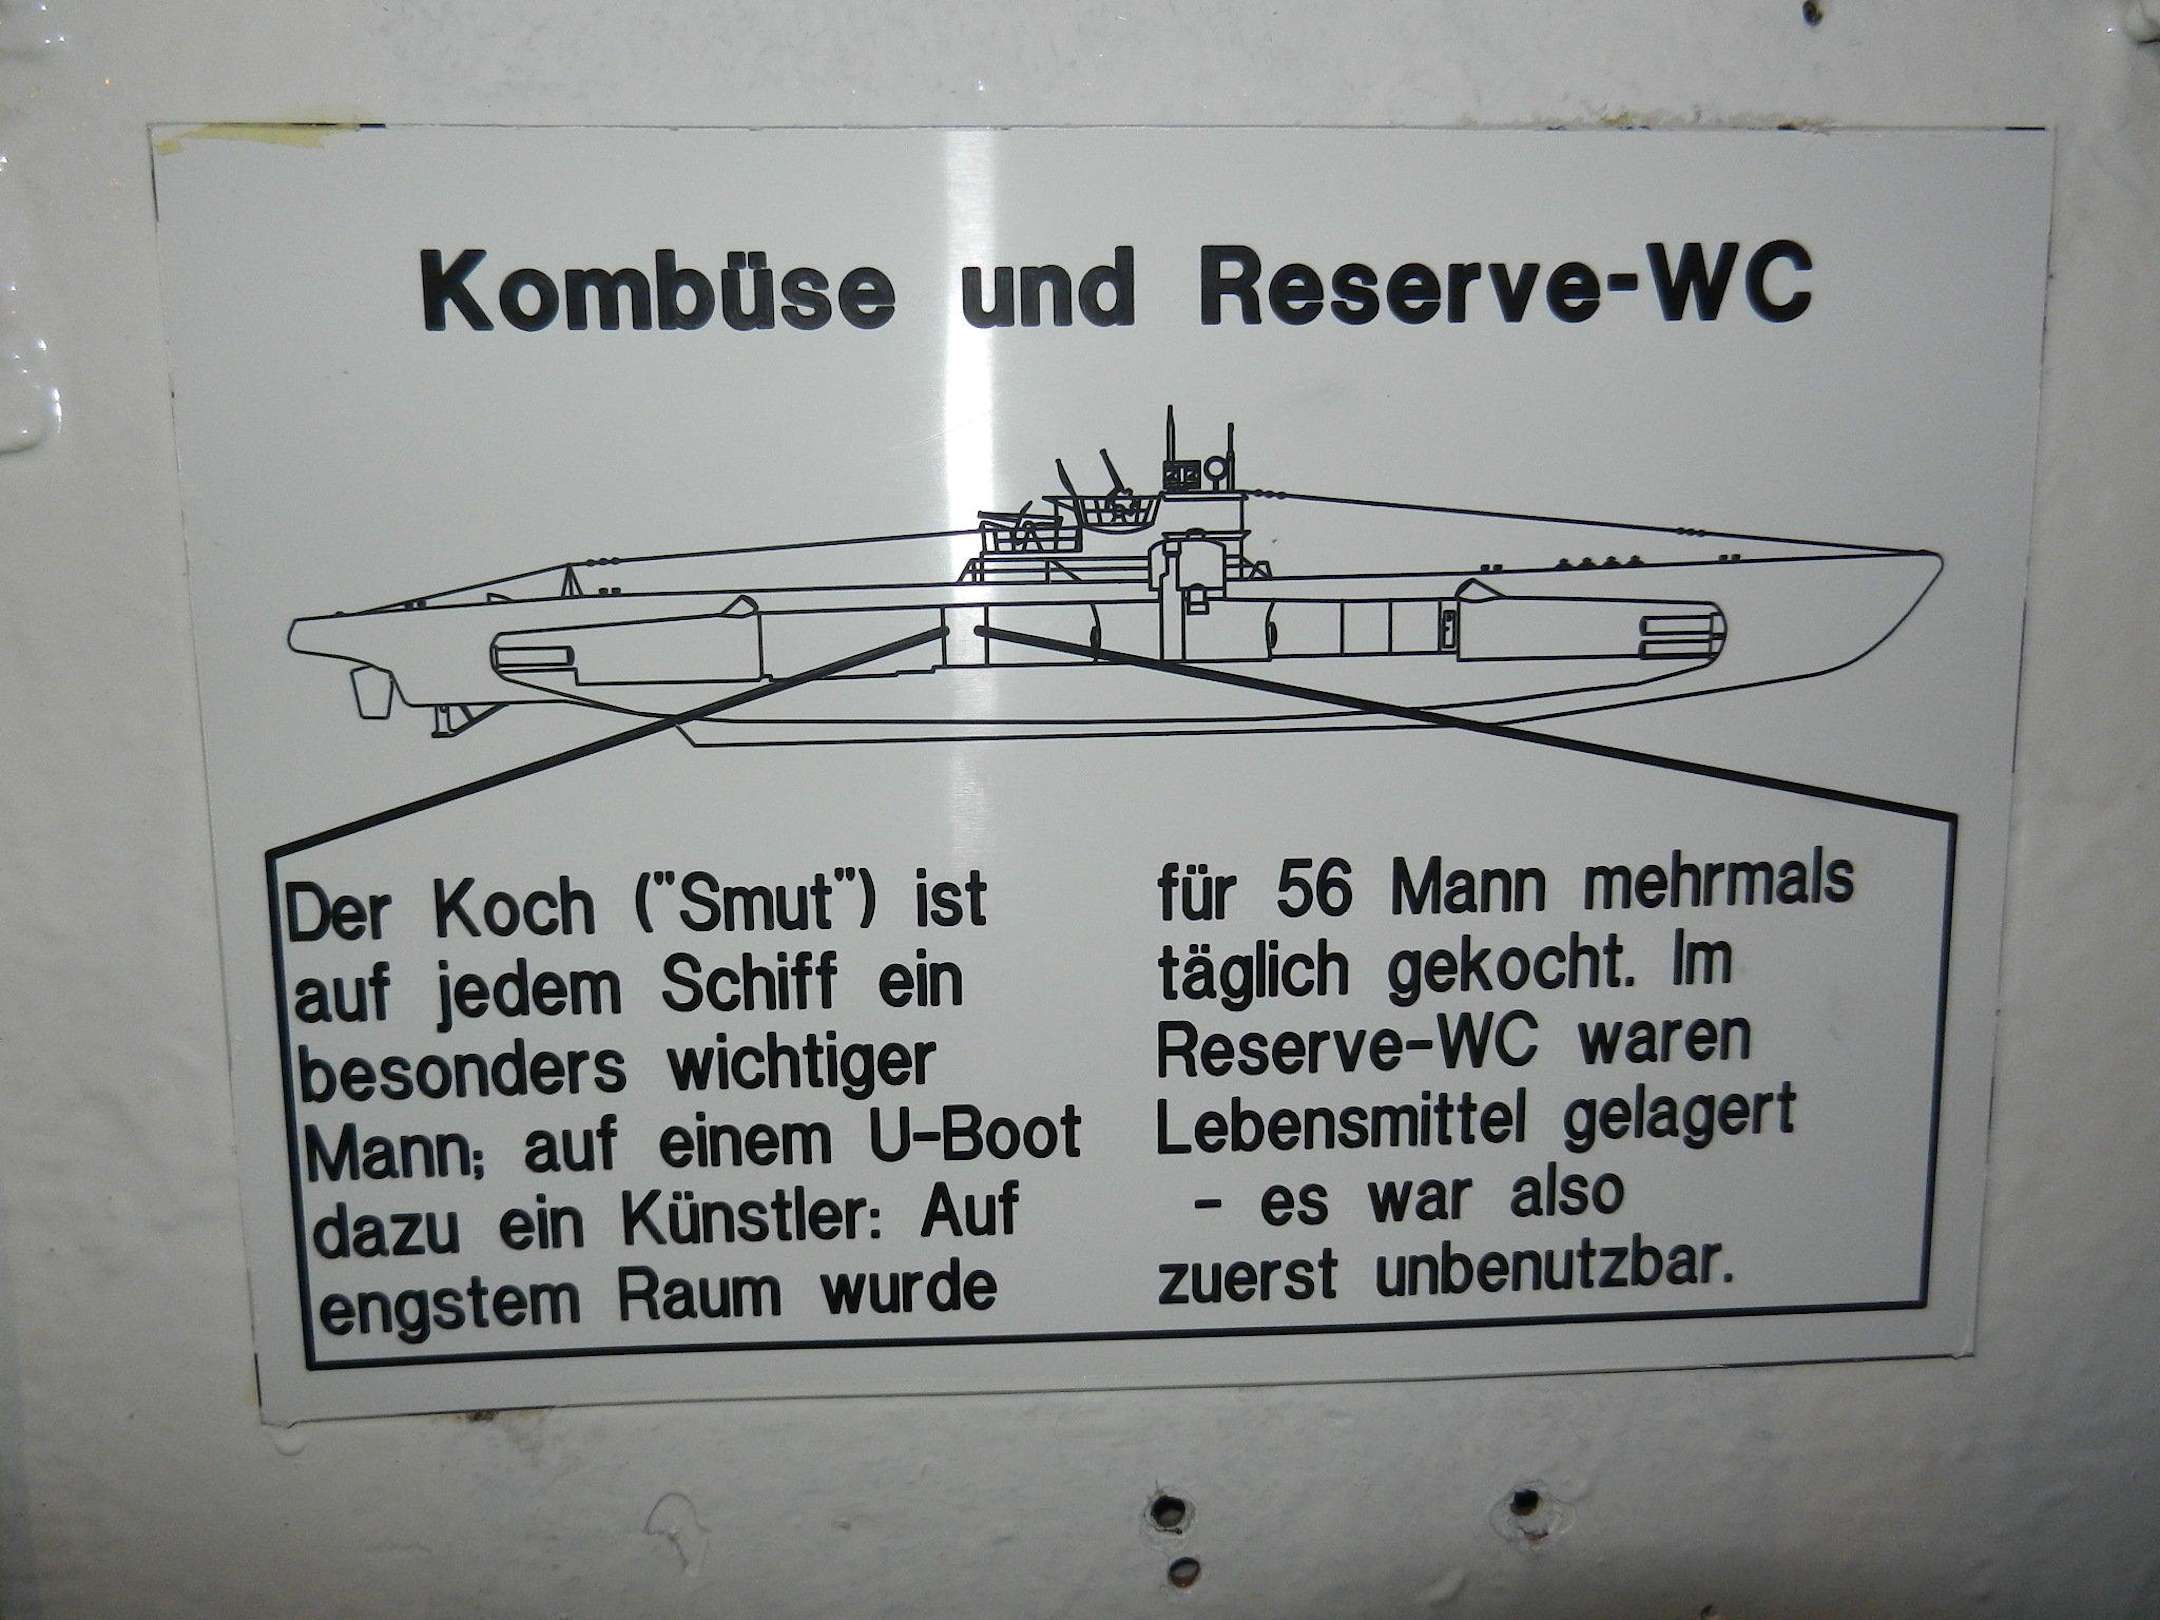 Kombüse und Reserve-WC
Der Koch ("Smut") ist
auf jedem Schiff ein
besonders wichtiger
Mann; auf einem U-Boot
dazu ein Künstler: Auf
engstem Raum wurde
für 56 Mann mehrmals
täglich gekocht. Im
Reserve-WC waren
Lebensmittel gelagert
- es war also
zuerst unbenutzbar.